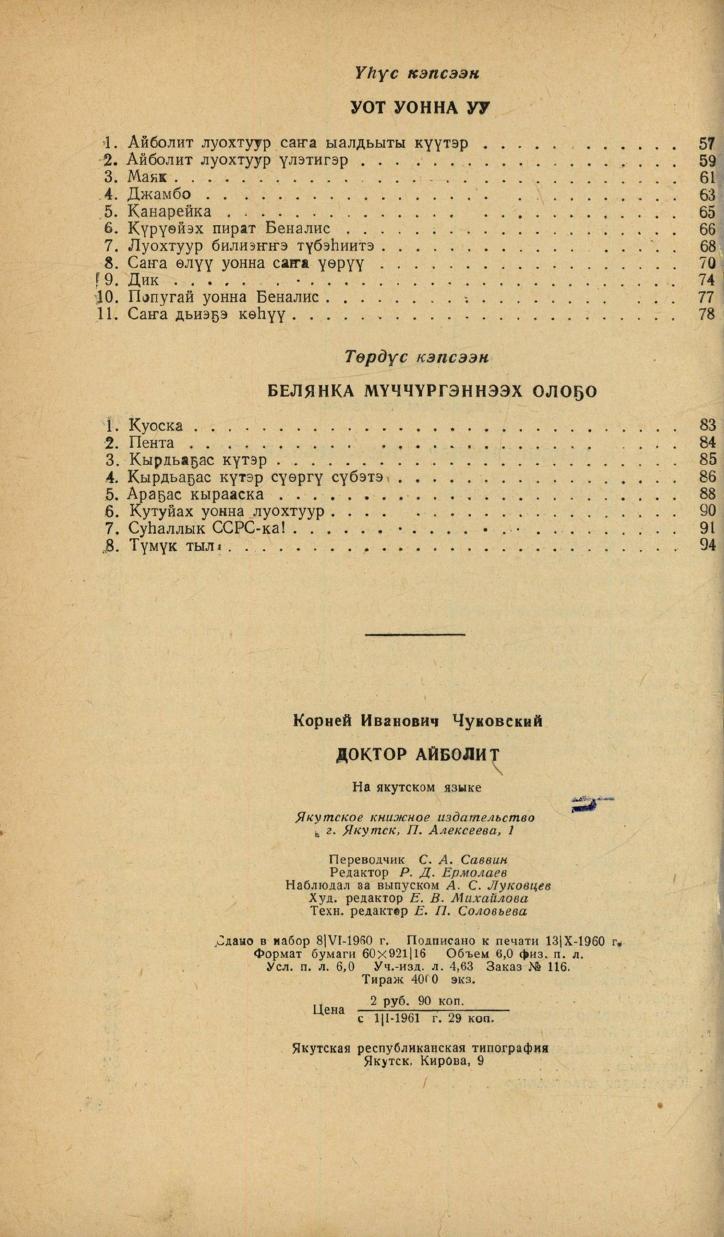 Үһүс кэпсээн
УОТ УОННА УУ
1. Айболит луохтуур саҥа ыалдьыты күүтэр . . . . . . . . . . . . 57
2. Айболит луохтуур үлэтигэр . . . . . . . . . . . . . . . . . . 59
3. Маяк . . . . . . . . . . . . . . . . . . . . . . . . . . . . 61
4. Джамбо . . . . . . . . . . . . . . . . . . . . . . . . . . . 63
5. Канарейка . . . . . . . . . . . . . . . . . . . . . . . . . . 65
6. Күрүөйэх пират Беналис . . . . . . . . . . . . . . . . . . . 66
7. Луохтуур билиэҥҥэ түбэһиитэ . . . . . . . . . . . . . . . . . 68
8. Саҥа өлүү уонна саҥа үөрүү . . . . . . . . . . . . . . . . . 70
9. Дик . . . . . . . . . . . . . . . . . . . . . . . . . . . . . 74
10. Попугай уонна Беналис . . . . . . . . . . . . . . . . . . . 77
11. Саҥа дьиэҕэ көһүү . . . . . . . . . . . . . . . . . . . . . 78
Төрдүс кэпсээн
БЕЛЯНКА МҮЧЧҮРГЭННЭЭХ ОЛОҔО
1. Куоска . . . . . . . . . . . . . . . . . . . . . . . . . . . 83
2. Пента . . . . . . . . . . . . . . . . . . . . . . . . . . . . 84
3. Кырдьаҕас күтэр . . . . . . . . . . . . . . . . . . . . . . . 85
4. Кырдьаҕас күтэр сүөргү сүбэтэ . . . . . . . . . . . . . . . . 86
5. Араҕас кырааска . . . . . . . . . . . . . . . . . . . . . . . 88
6. Кутуйах уонна луохтуур . . . . . . . . . . . . . . . . . . . 90
7. Суһаллык ССРС-ка! . . . . . . . . . . . . . . . . . . . . . . 91
8. Түмүк тыл . . . . . . . . . . . . . . . . . . . . . . . . . . 94
Корней Иванович Чуковский
ДОКТОР АЙБОЛИТ
На якутском языке
Якутское книжное издательство
г. Якутск, П. Алексеева, 1
Переводчик С. А. Саввин
Редактор Р. Д. Ермолаев
Наблюдал за выпуском А. С. Луковцев
Худ. редактор Е. В. Михайлова
Техн. редактор Е. П. Соловьева
Сдано в набор 8|VI-1960 г. Подписано к печати 13|X-1960 г.
Формат бумаги 60×921|16 Объем 6,0 физ. п. л.
Усл. п. л. 6,0 Уч.-изд. л. 4,63 Заказ № 116.
Тираж 4000 экз.
Цена 2 руб. 90 коп.
с 1|I-1961 г. 29 коп.
Якутская республиканская типография
Якутск, Кирова, 9